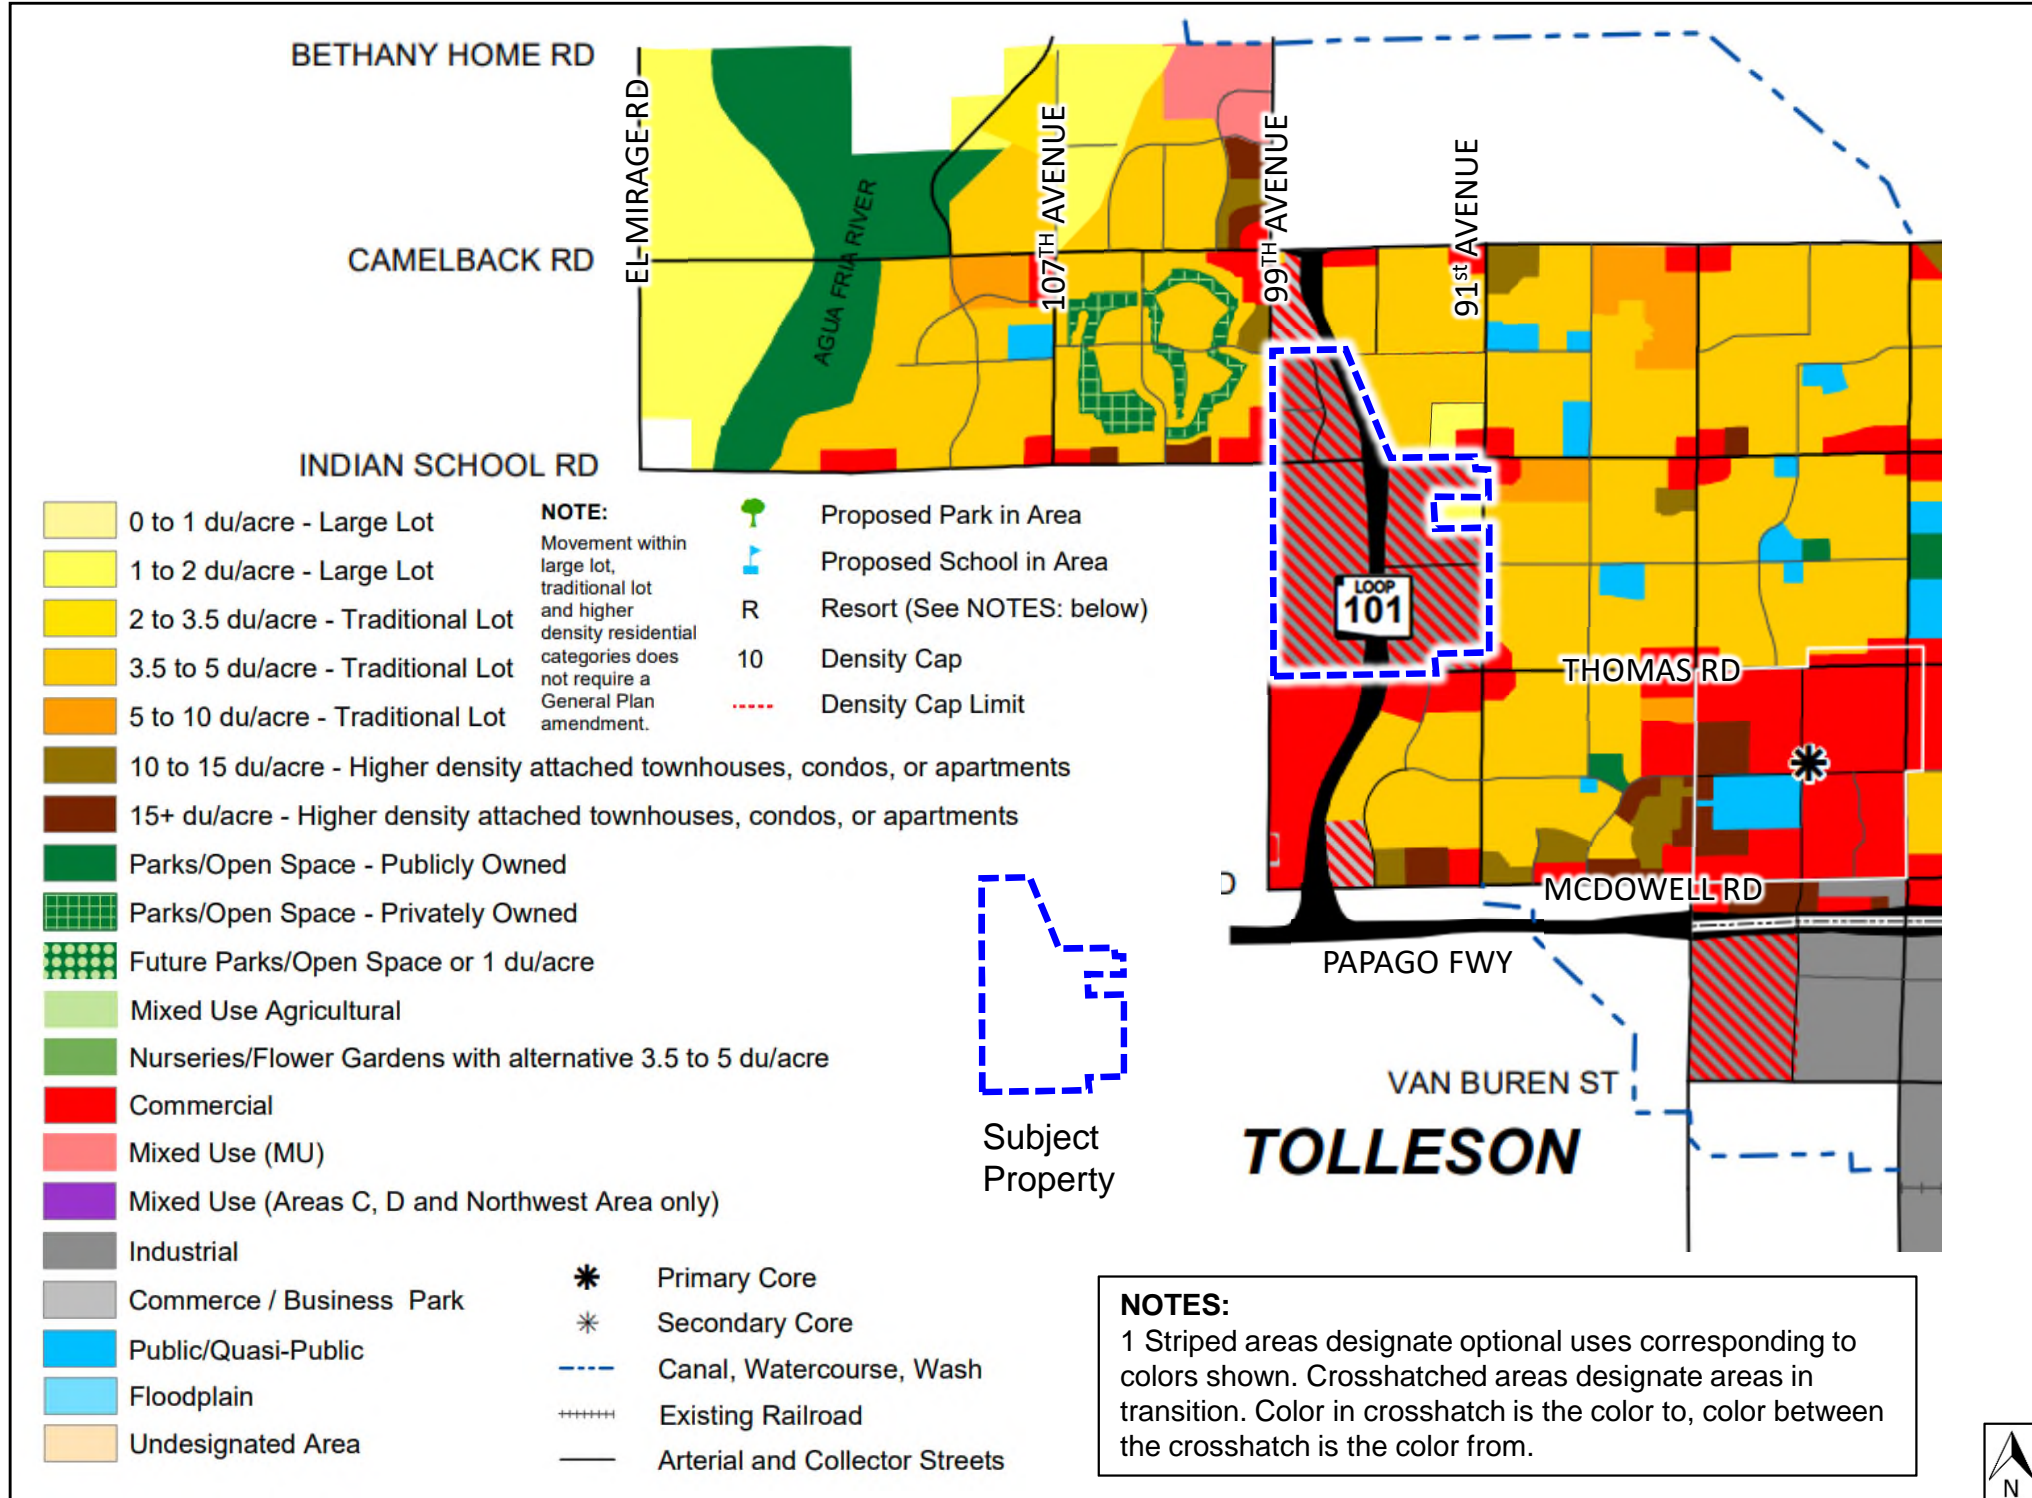 BETHANY HOME RD
CAMELBACK RD
INDIAN SCHOOL RD
EL MIRAGE RD
AGUA FRIA RIVER
107TH AVENUE
99TH AVENUE
91st AVENUE
LOOP
101
THOMAS RD
MCDOWELL RD
D
PAPAGO FWY
VAN BUREN ST
TOLLESON
0 to 1 du/acre - Large Lot
1 to 2 du/acre - Large Lot
2 to 3.5 du/acre - Traditional Lot
3.5 to 5 du/acre - Traditional Lot
5 to 10 du/acre - Traditional Lot
10 to 15 du/acre - Higher density attached townhouses, condos, or apartments
15+ du/acre - Higher density attached townhouses, condos, or apartments
Parks/Open Space - Publicly Owned
Parks/Open Space - Privately Owned
Future Parks/Open Space or 1 du/acre
Mixed Use Agricultural
Nurseries/Flower Gardens with alternative 3.5 to 5 du/acre
Commercial
Mixed Use (MU)
Mixed Use (Areas C, D and Northwest Area only)
Industrial
Commerce / Business Park
Public/Quasi-Public
Floodplain
Undesignated Area
NOTE:
Movement within
large lot,
traditional lot
and higher
density residential
categories does
not require a
General Plan
amendment.
Proposed Park in Area
Proposed School in Area
R Resort (See NOTES: below)
10 Density Cap
Density Cap Limit
Subject
Property
Primary Core
Secondary Core
Canal, Watercourse, Wash
Existing Railroad
Arterial and Collector Streets
NOTES:
1 Striped areas designate optional uses corresponding to
colors shown. Crosshatched areas designate areas in
transition. Color in crosshatch is the color to, color between
the crosshatch is the color from.
N